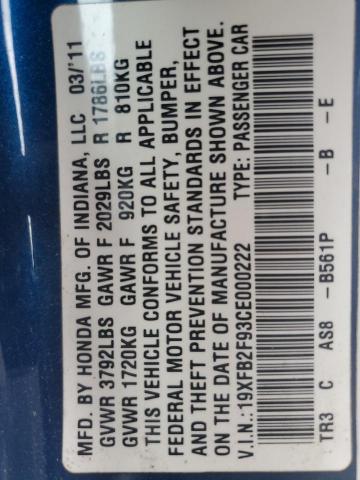 MFD. BY HONDA MFG. OF INDIANA, LLC 03/'11
GVWR 3792LBS GAWR F 2029LBS R 1786LBS
GVWR 1720KG GAWR F 920KG R 810KG
THIS VEHICLE CONFORMS TO ALL APPLICABLE
FEDERAL MOTOR VEHICLE SAFETY, BUMPER,
AND THEFT PREVENTION STANDARDS IN EFFECT
ON THE DATE OF MANUFACTURE SHOWN ABOVE.
V.I.N.:19XFB2F93CE000222 TYPE: PASSENGER CAR
TR3 C AS8 -B561P -B -E